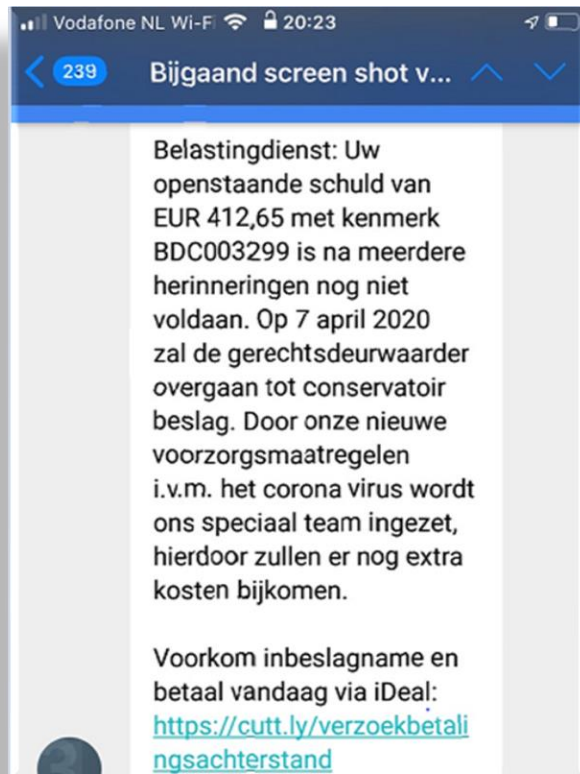 Vodafone NL Wi-F 20:23
239 Bijgaand screen shot v...
Belastingdienst: Uw
openstaande schuld van
EUR 412,65 met kenmerk
BDC003299 is na meerdere
herinneringen nog niet
voldaan. Op 7 april 2020
zal de gerechtsdeurwaarder
overgaan tot conservatoir
beslag. Door onze nieuwe
voorzorgsmaatregelen
i.v.m. het corona virus wordt
ons speciaal team ingezet,
hierdoor zullen er nog extra
kosten bijkomen.
Voorkom inbeslagname en
betaal vandaag via iDeal:
https://cutt.ly/verzoekbetali
ngsachterstand